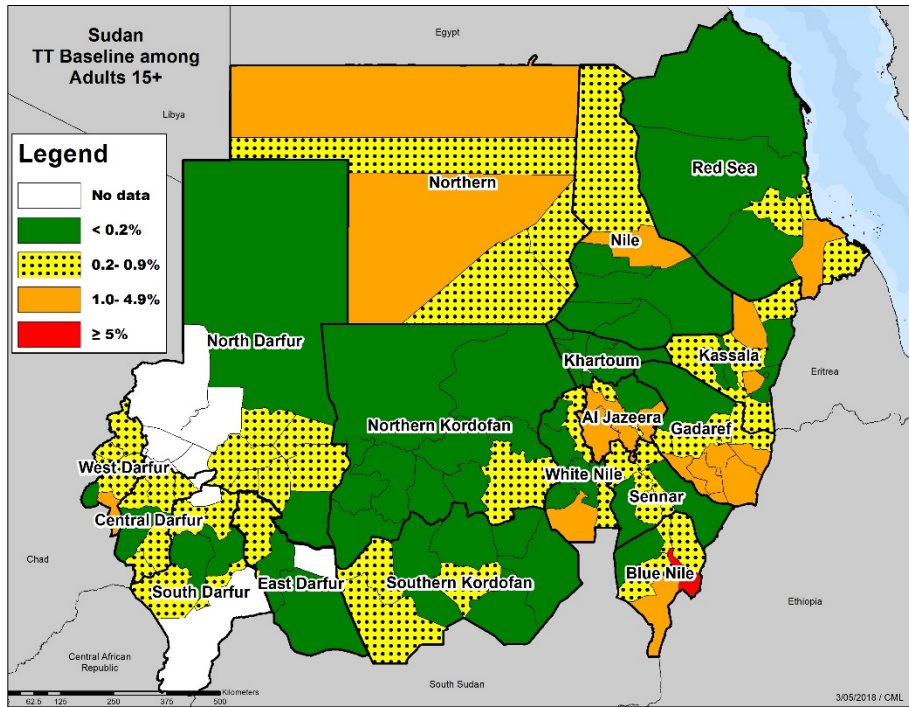 Sudan
TT Baseline among
Adults 15+
Egypt
Libya
Legend
No data
< 0.2%
0.2- 0.9%
1.0- 4.9%
≥ 5%
Northern
Red Sea
Nile
North Darfur
Khartoum
Kassala
Eritrea
Northern Kordofan
Al Jazeera
Gadaref
West Darfur
White Nile
Sennar
Central Darfur
Chad
South Darfur
East Darfur
Southern Kordofan
Blue Nile
Ethiopia
Central African
Republic
South Sudan
Kilometers
0 62.5 125 250 375 500
3/05/2018 / CML